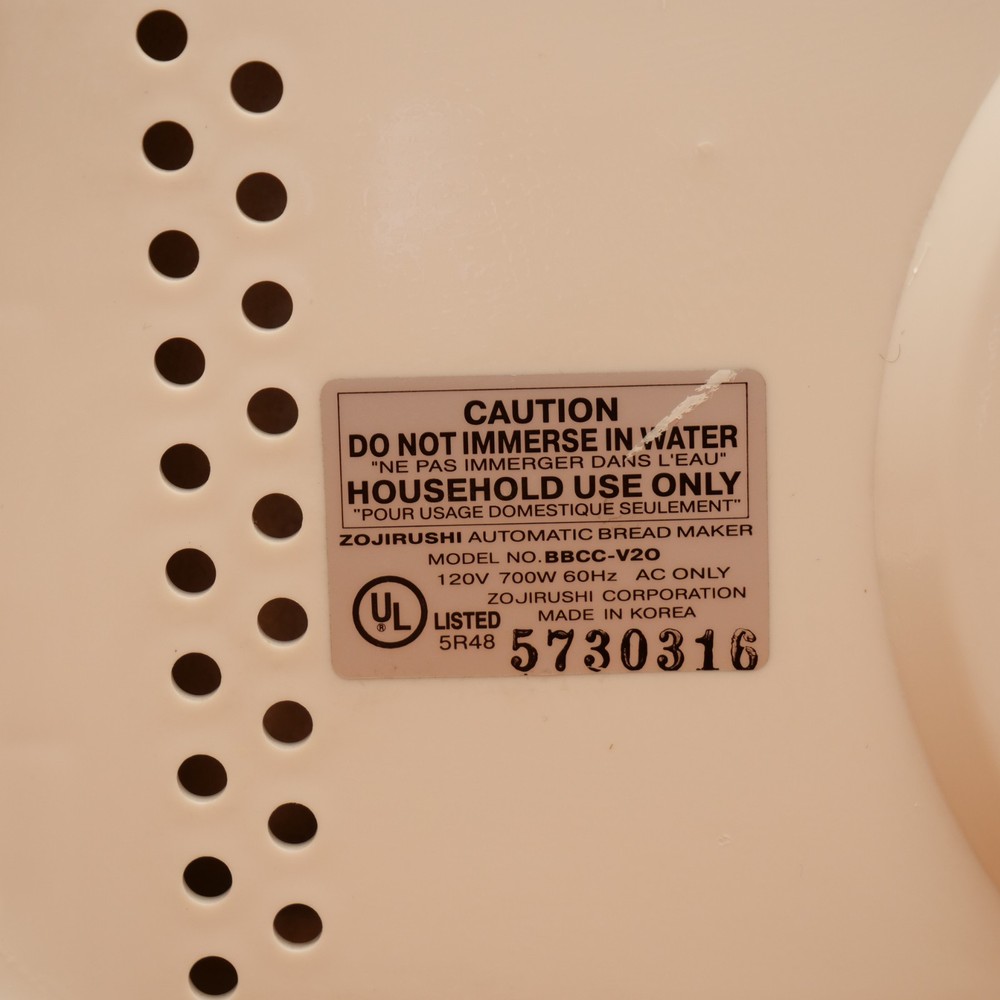 CAUTION
DO NOT IMMERSE IN WATER
"NE PAS IMMERGER DANS L'EAU"
HOUSEHOLD USE ONLY
"POUR USAGE DOMESTIQUE SEULEMENT"
ZOJIRUSHI AUTOMATIC BREAD MAKER
MODEL NO. BBCC-V20
120V 700W 60Hz AC ONLY
ZOJIRUSHI CORPORATION
MADE IN KOREA
UL® LISTED
5R48
5730316